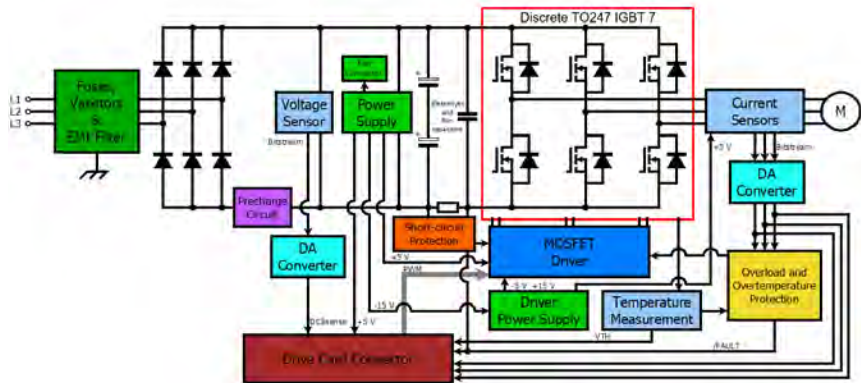 Discrete TO247 IGBT 7
Fuses,
Varistors
&
EMI Filter
L1
L2
L3
Voltage
Sensor
Bitstream
Power
Supply
Current
Sensors
M
Bitstream
+5 V
DA
Converter
Precharge
Circuit
Short-circuit
Protection
MOSFET
Driver
DA
Converter
+5 V
PWM
-15 V
-5 V +15 V
Driver
Power Supply
Temperature
Measurement
Overload and
Overtemperature
Protection
+5 V
VTH
/FAULT
Drive Card Connector